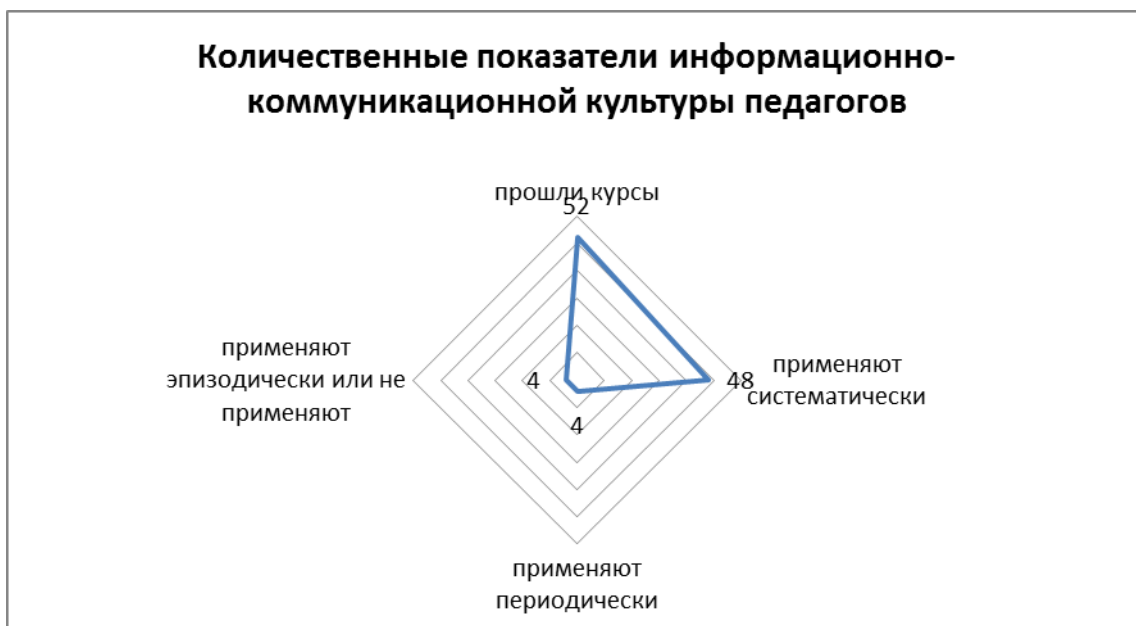 Количественные показатели информационно-
коммуникационной культуры педагогов
прошли курсы
52
применяют
эпизодически или не
применяют
4
48
применяют
систематически
4
применяют
периодически